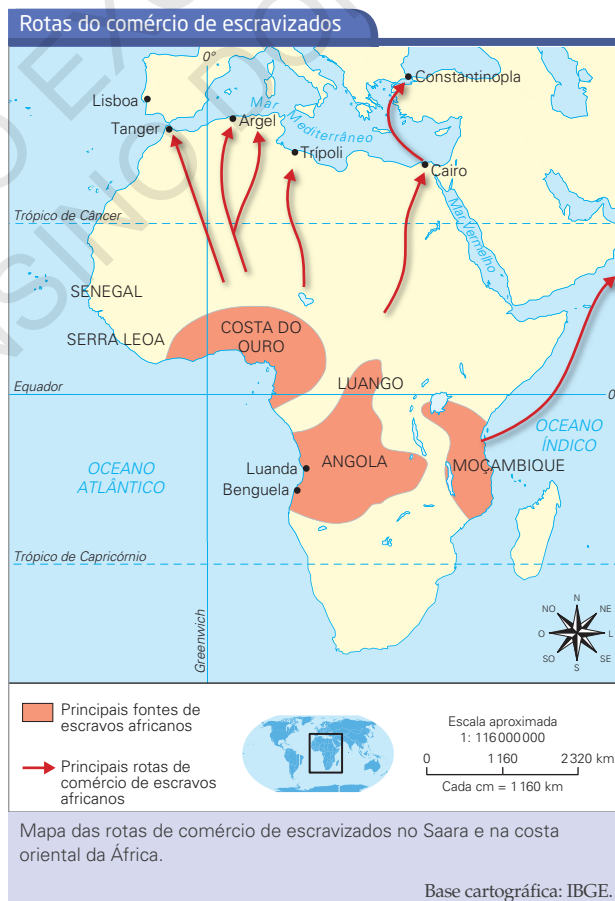 Rotas do comércio de escravizados
0°
Constantinopla
Lisboa
Mar Mediterrâneo
Tanger
Argel
Trípoli
Cairo
Trópico de Câncer
Mar Vermelho
SENEGAL
SERRA LEOA
COSTA DO
OURO
Equador
LUANGO
0
OCEANO
ÍNDICO
OCEANO
ATLÂNTICO
Luanda
ANGOLA
MOÇAMBIQUE
Benguela
Trópico de Capricórnio
Greenwich
N
NO
NE
O
L
SO
SE
S
Principais fontes de
escravos africanos
Principais rotas de
comércio de escravos
africanos
Escala aproximada
1: 116 000 000
0 1 160 2 320 km
Cada cm = 1 160 km
Mapa das rotas de comércio de escravizados no Saara e na costa
oriental da África.
Base cartográfica: IBGE.